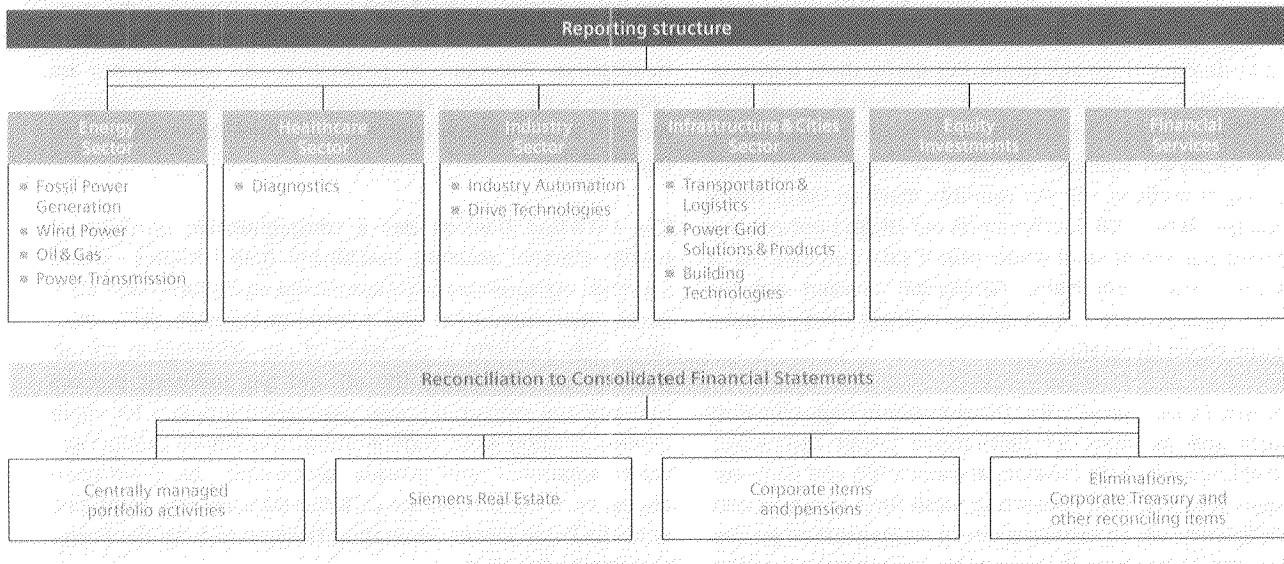 Reporting structure
Energy
Sector
Healthcare
Sector
Industry
Sector
Infrastructure & Cities
Sector
Equity
Investments
Financial
Services
Fossil Power
Generation
Wind Power
Oil & Gas
Power Transmission
Diagnostics
Industry Automation
Drive Technologies
Transportation &
Logistics
Power Grid
Solutions & Products
Building
Technologies
Reconciliation to Consolidated Financial Statements
Centrally managed
portfolio activities
Siemens Real Estate
Corporate items
and pensions
Eliminations,
Corporate Treasury and
other reconciling items